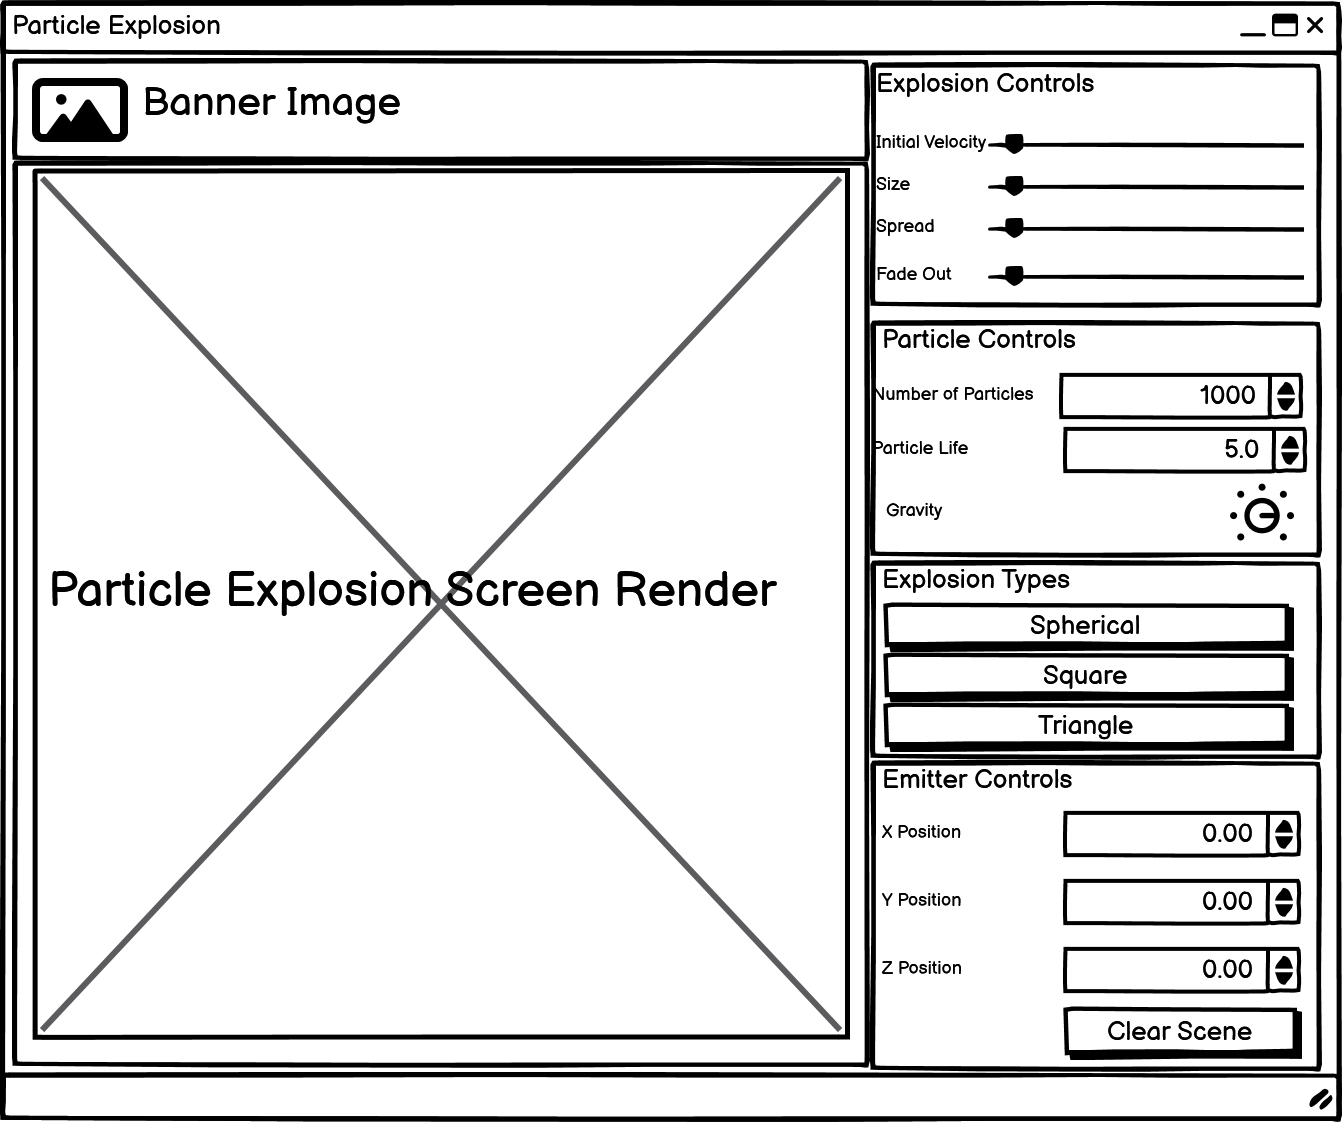 Particle Explosion
Banner Image
Particle Explosion Screen Render
Explosion Controls
Initial Velocity
Size
Spread
Fade Out
Particle Controls
Number of Particles 1000
Particle Life 5.0
Gravity
Explosion Types
Spherical
Square
Triangle
Emitter Controls
X Position 0.00
Y Position 0.00
Z Position 0.00
Clear Scene